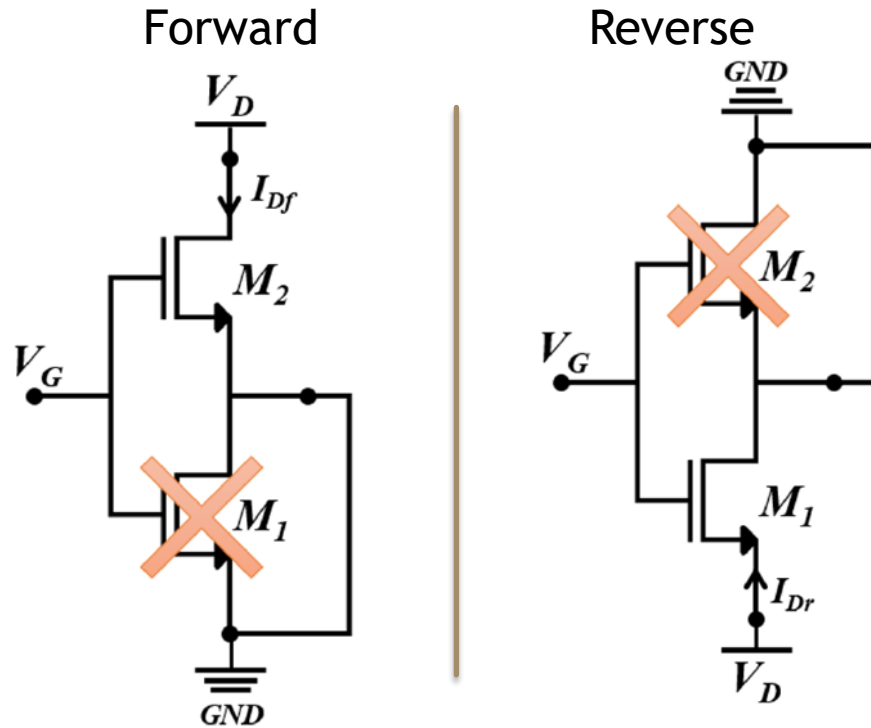 Forward
V_D
I_Df
M_2
V_G
M_1
GND
Reverse
GND
M_2
V_G
M_1
I_Dr
V_D